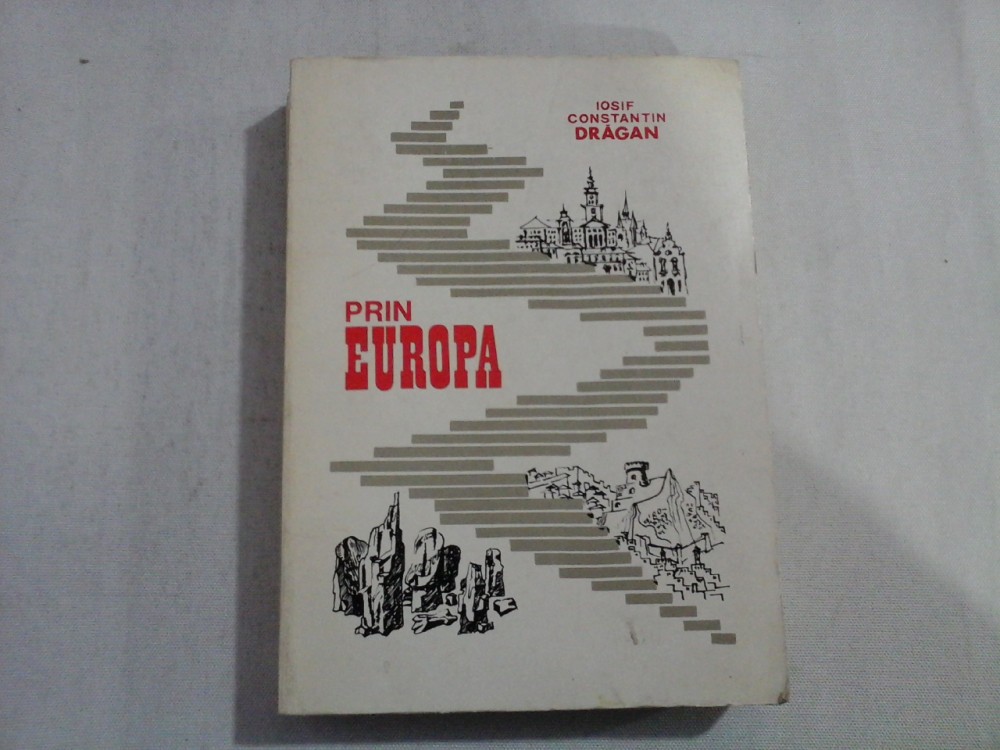 IOSIF
CONSTANTIN
DRĂGAN
PRIN
EUROPA